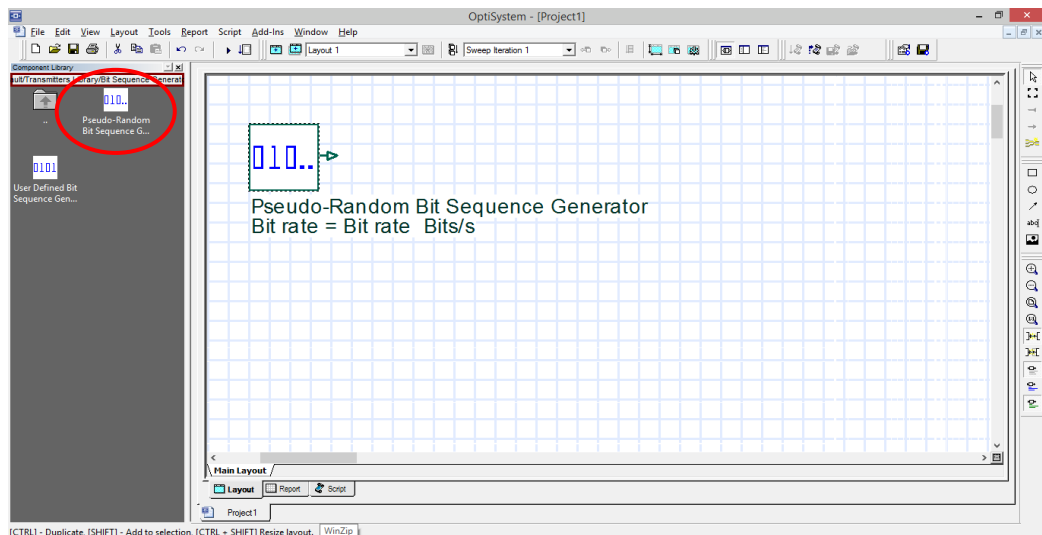 OptiSystem - [Project1]
File Edit View Layout Tools Report Script Add-Ins Window Help
Layout 1
Sweep Iteration 1
Component Library
ault/Transmitters Library/Bit Sequence Generat
..
010..
Pseudo-Random
Bit Sequence G...
0101
User Defined Bit
Sequence Gen...
010..
Pseudo-Random Bit Sequence Generator
Bit rate = Bit rate Bits/s
abc
Main Layout
Layout Report Script
Project1
[CTRL] - Duplicate, [SHIFT] - Add to selection, [CTRL + SHIFT] Resize layout.
WinZip